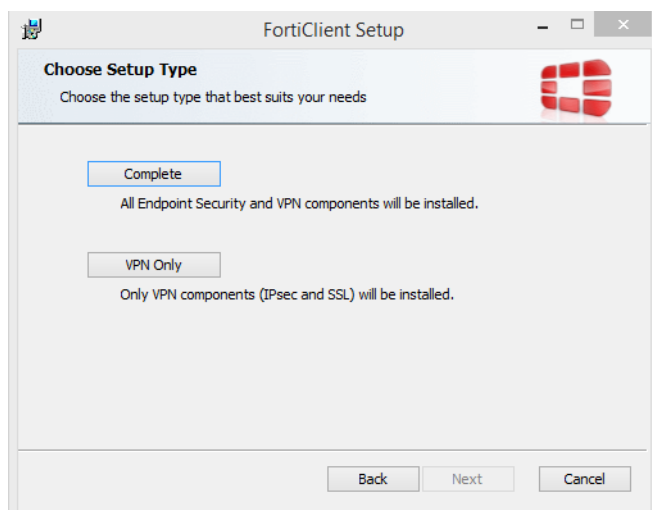 FortiClient Setup
Choose Setup Type
Choose the setup type that best suits your needs
Complete
All Endpoint Security and VPN components will be installed.
VPN Only
Only VPN components (IPsec and SSL) will be installed.
Back Next Cancel